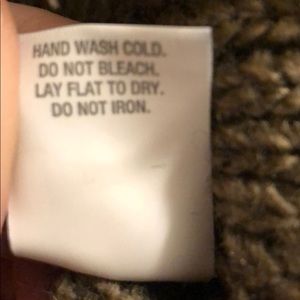 HAND WASH COLD.
DO NOT BLEACH.
LAY FLAT TO DRY.
DO NOT IRON.